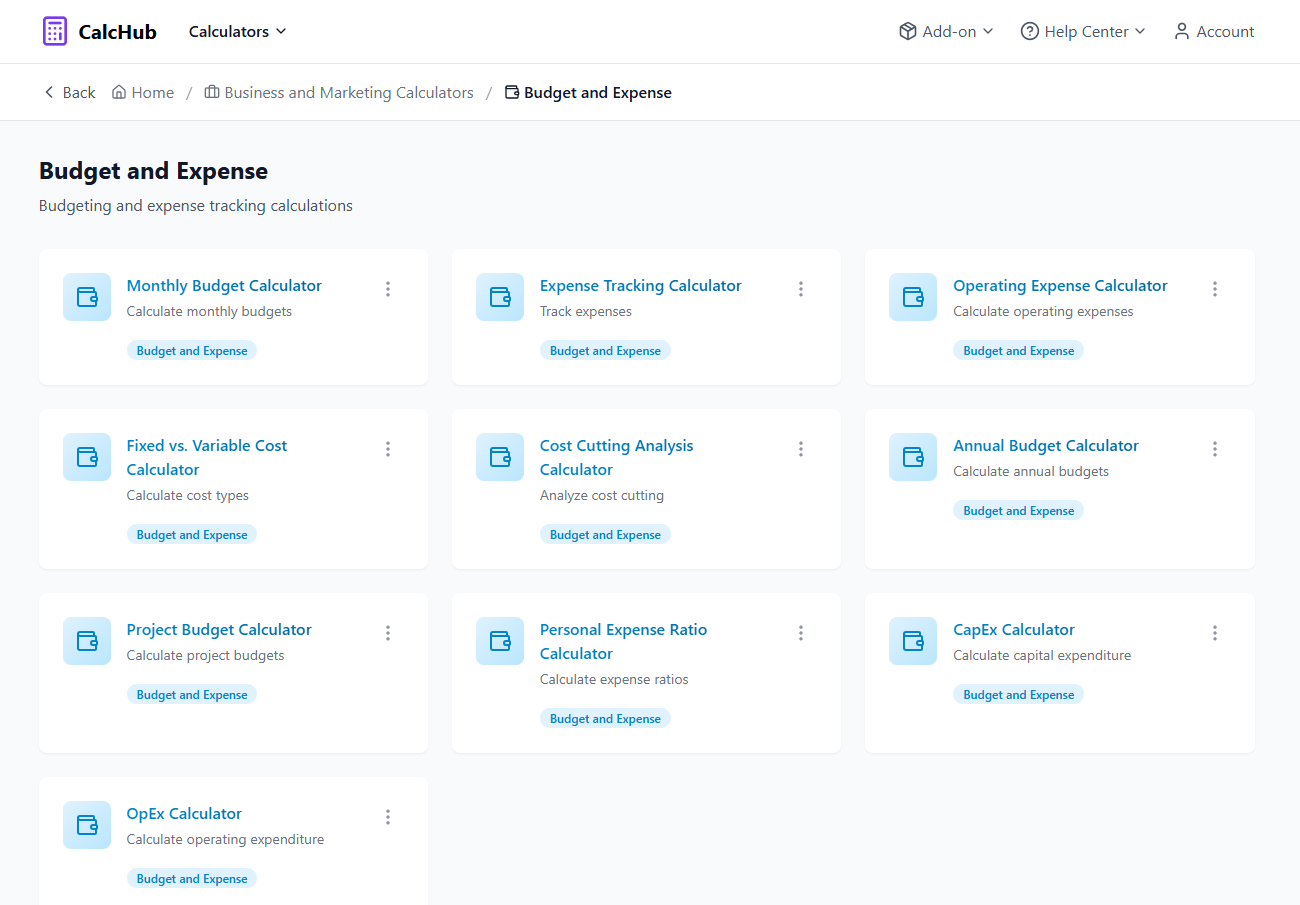 CalcHub
Calculators
Add-on
Help Center
Account
Back
Home
/
Business and Marketing Calculators
/
Budget and Expense
Budget and Expense
Budgeting and expense tracking calculations
Monthly Budget Calculator
Calculate monthly budgets
Budget and Expense
Expense Tracking Calculator
Track expenses
Budget and Expense
Operating Expense Calculator
Calculate operating expenses
Budget and Expense
Fixed vs. Variable Cost
Calculator
Calculate cost types
Budget and Expense
Cost Cutting Analysis
Calculator
Analyze cost cutting
Budget and Expense
Annual Budget Calculator
Calculate annual budgets
Budget and Expense
Project Budget Calculator
Calculate project budgets
Budget and Expense
Personal Expense Ratio
Calculator
Calculate expense ratios
Budget and Expense
CapEx Calculator
Calculate capital expenditure
Budget and Expense
OpEx Calculator
Calculate operating expenditure
Budget and Expense